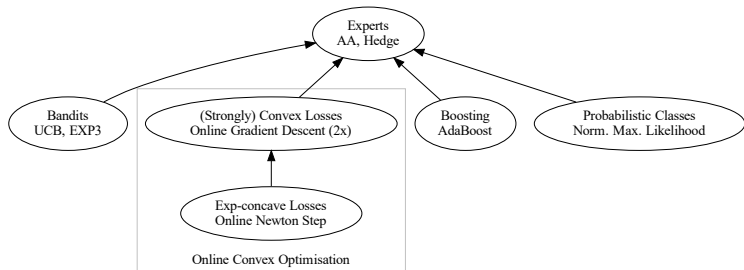 Experts
AA, Hedge
Bandits
UCB, EXP3
(Strongly) Convex Losses
Online Gradient Descent (2x)
Boosting
AdaBoost
Probabilistic Classes
Norm. Max. Likelihood
Exp-concave Losses
Online Newton Step
Online Convex Optimisation